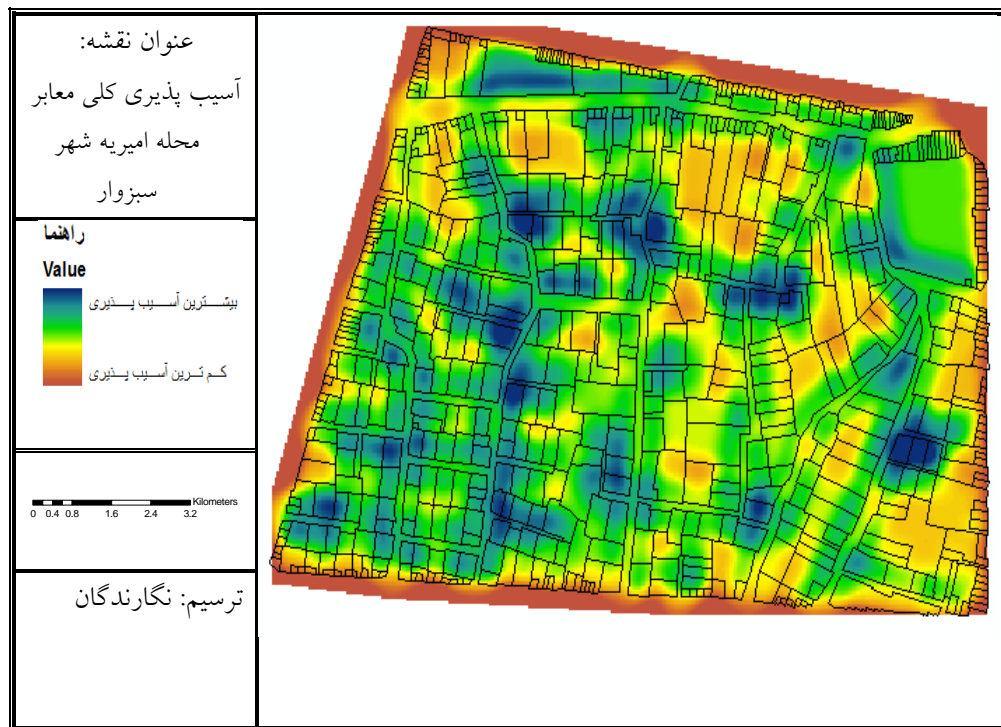 عنوان نقشه:
آسیب پذیری کلی معابر
محله امیریه شهر
سبزوار
راهنما
Value
بیشترین آسیب پذیری
کم ترین آسیب پذیری
Kilometers
0 0.4 0.8 1.6 2.4 3.2
ترسیم: نگارندگان